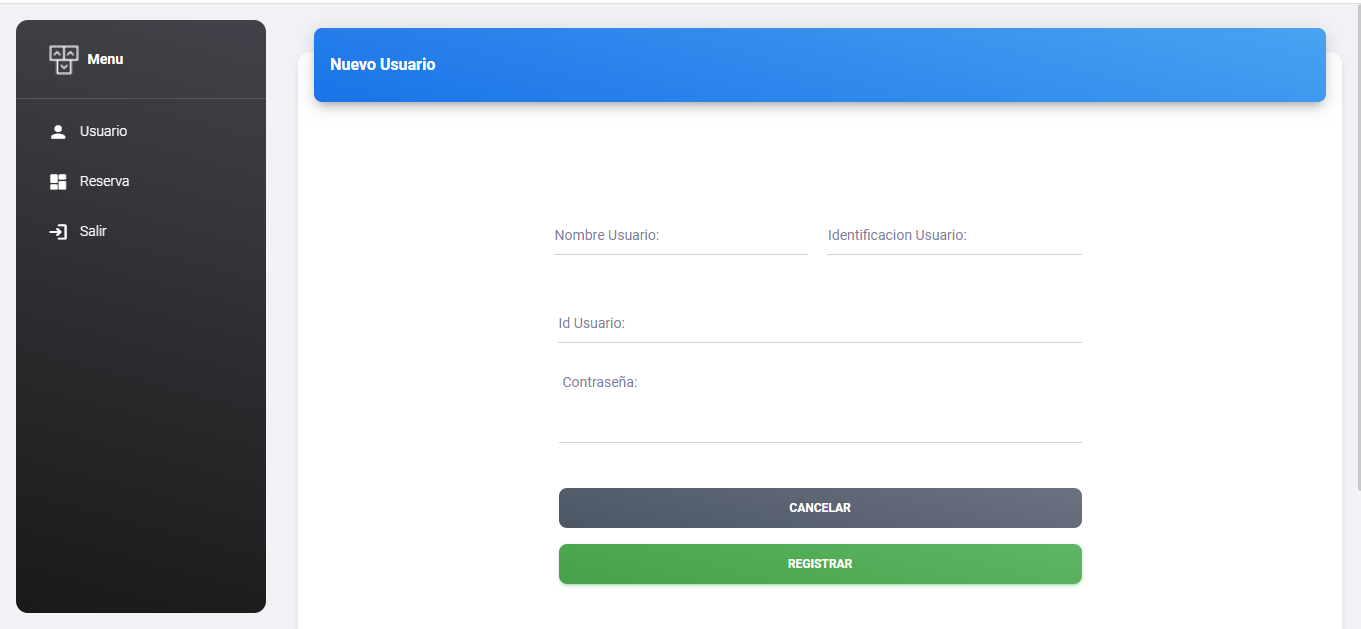 Menu
Usuario
Reserva
Salir
Nuevo Usuario
Nombre Usuario:
Identificacion Usuario:
Id Usuario:
Contraseña:
CANCELAR
REGISTRAR